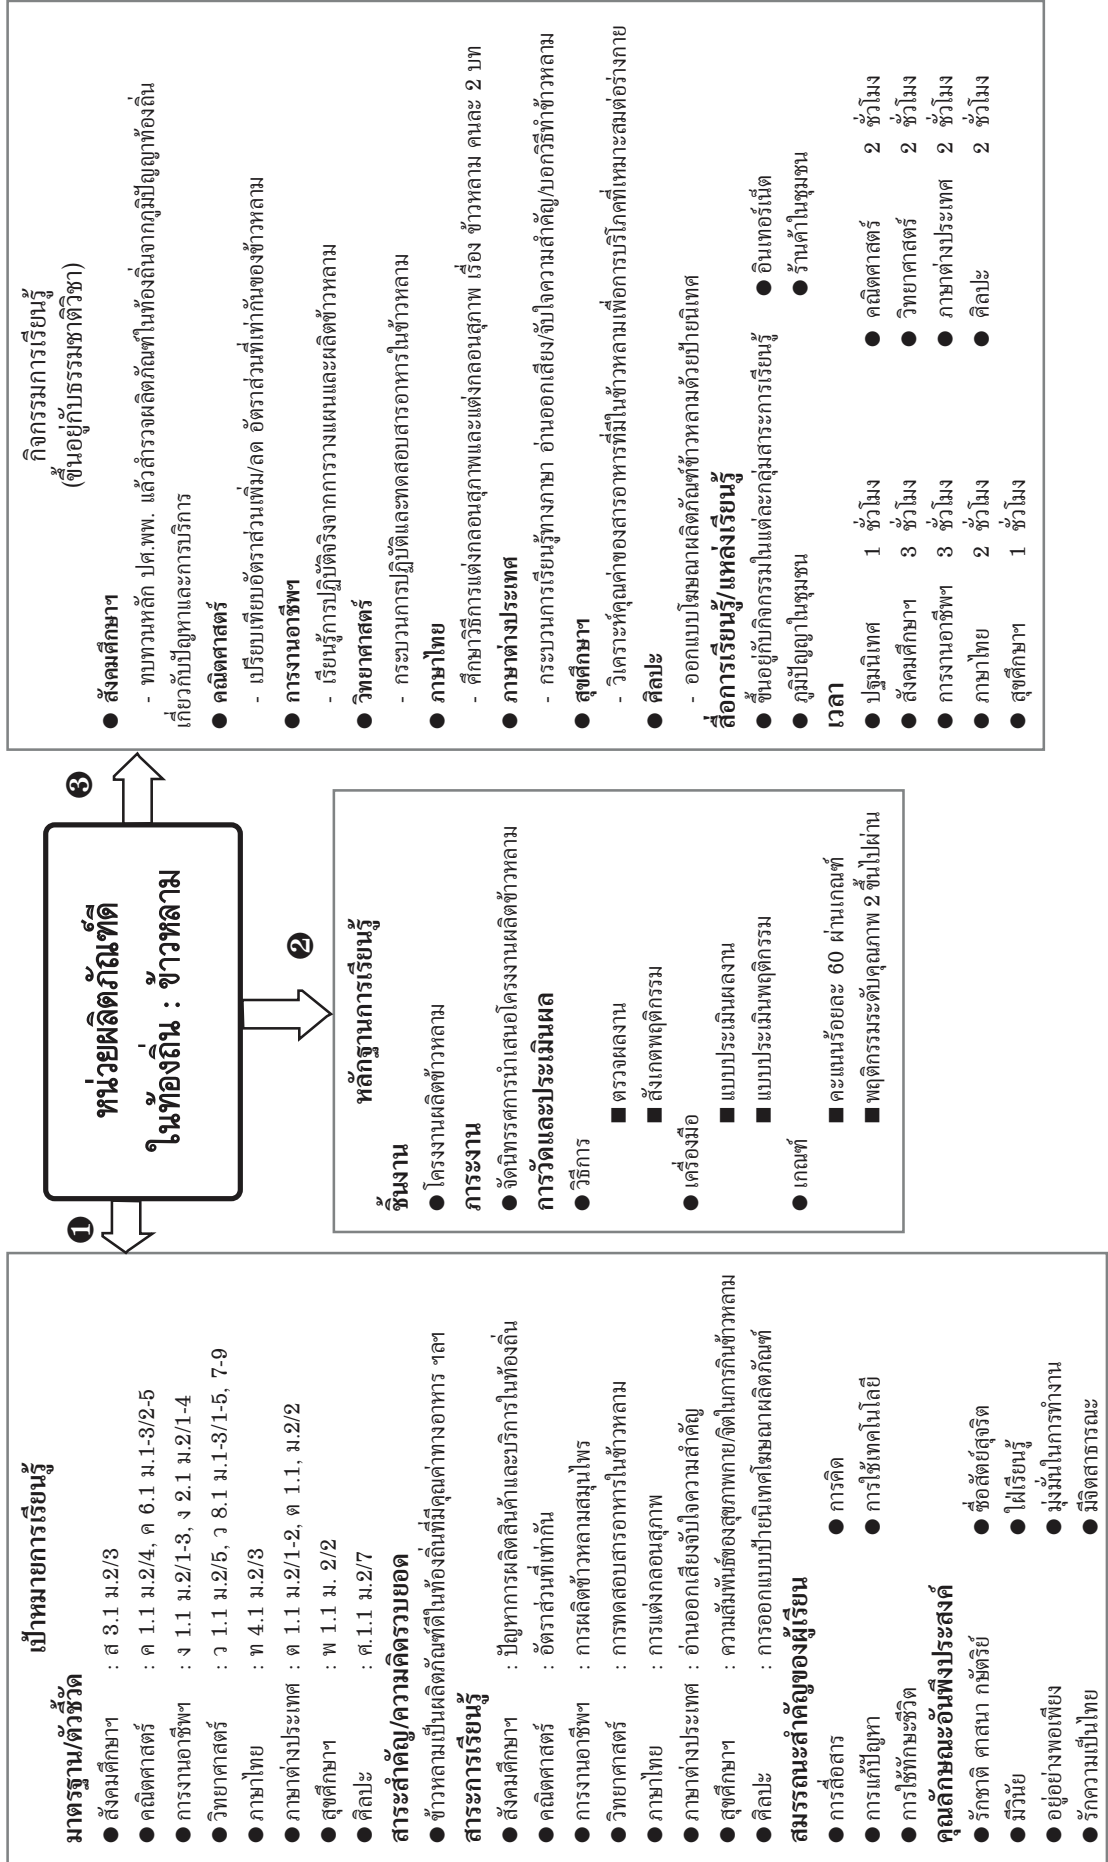 หน่วยผลิตภัณฑ์ดี
ในท้องถิ่น : ข้าวหลาม
❶
เป้าหมายการเรียนรู้
มาตรฐาน/ตัวชี้วัด
● สังคมศึกษาฯ : ส 3.1 ม.2/3
● คณิตศาสตร์ : ค 1.1 ม.2/4, ค 6.1 ม.1-3/2-5
● การงานอาชีพฯ : ง 1.1 ม.2/1-3, ง 2.1 ม.2/1-4
● วิทยาศาสตร์ : ว 1.1 ม.2/5, ว 8.1 ม.1-3/1-5, 7-9
● ภาษาไทย : ท 4.1 ม.2/3
● ภาษาต่างประเทศ : ต 1.1 ม.2/1-2, ต 1.1, ม.2/2
● สุขศึกษาฯ : พ 1.1 ม. 2/2
● ศิลปะ : ศ.1.1 ม.2/7
สาระสำคัญ/ความคิดรวบยอด
● ข้าวหลามเป็นผลิตภัณฑ์ดีในท้องถิ่นที่มีคุณค่าทางอาหาร ฯลฯ
สาระการเรียนรู้
● สังคมศึกษาฯ : ปัญหาการผลิตสินค้าและบริการในท้องถิ่น
● คณิตศาสตร์ : อัตราส่วนที่เท่ากัน
● การงานอาชีพฯ : การผลิตข้าวหลามสมุนไพร
● วิทยาศาสตร์ : การทดสอบสารอาหารในข้าวหลาม
● ภาษาไทย : การแต่งกลอนสุภาพ
● ภาษาต่างประเทศ : อ่านออกเสียงจับใจความสำคัญ
● สุขศึกษาฯ : ความสัมพันธ์ของสุขภาพกาย/จิตในการกินข้าวหลาม
● ศิลปะ : การออกแบบป้ายนิเทศโฆษณาผลิตภัณฑ์
สมรรถนะสำคัญของผู้เรียน
● การสื่อสาร ● การคิด
● การแก้ปัญหา ● การใช้เทคโนโลยี
● การใช้ทักษะชีวิต
คุณลักษณะอันพึงประสงค์
● รักชาติ ศาสนา กษัตริย์ ● ซื่อสัตย์สุจริต
● มีวินัย ● ใฝ่เรียนรู้
● อยู่อย่างพอเพียง ● มุ่งมั่นในการทำงาน
● รักความเป็นไทย ● มีจิตสาธารณะ
❷
หลักฐานการเรียนรู้
ชิ้นงาน
● โครงงานผลิตข้าวหลาม
ภาระงาน
● จัดนิทรรศการนำเสนอโครงงานผลิตข้าวหลาม
การวัดและประเมินผล
● วิธีการ
■ ตรวจผลงาน
■ สังเกตพฤติกรรม
● เครื่องมือ
■ แบบประเมินผลงาน
■ แบบประเมินพฤติกรรม
● เกณฑ์
■ คะแนนร้อยละ 60 ผ่านเกณฑ์
■ พฤติกรรมระดับคุณภาพ 2 ขึ้นไปผ่าน
❸
กิจกรรมการเรียนรู้
(ขึ้นอยู่กับธรรมชาติวิชา)
● สังคมศึกษาฯ
- ทบทวนหลัก ปศ.พพ. แล้วสำรวจผลิตภัณฑ์ในท้องถิ่นจากภูมิปัญญาท้องถิ่น
เกี่ยวกับปัญหาและการบริการ
● คณิตศาสตร์
- เปรียบเทียบอัตราส่วนเพิ่ม/ลด อัตราส่วนที่เท่ากันของข้าวหลาม
● การงานอาชีพฯ
- เรียนรู้การปฏิบัติจริงจากการวางแผนและผลิตข้าวหลาม
● วิทยาศาสตร์
- กระบวนการปฏิบัติและทดสอบสารอาหารในข้าวหลาม
● ภาษาไทย
- ศึกษาวิธีการแต่งกลอนสุภาพและแต่งกลอนสุภาพ เรื่อง ข้าวหลาม คนละ 2 บท
● ภาษาต่างประเทศ
- กระบวนการเรียนรู้ทางภาษา อ่านออกเสียง/จับใจความสำคัญ/บอกวิธีทำข้าวหลาม
● สุขศึกษาฯ
- วิเคราะห์คุณค่าของสารอาหารที่มีในข้าวหลามเพื่อการบริโภคที่เหมาะสมต่อร่างกาย
● ศิลปะ
- ออกแบบโฆษณาผลิตภัณฑ์ข้าวหลามด้วยป้ายนิเทศ
สื่อการเรียนรู้/แหล่งเรียนรู้
● ขึ้นอยู่กับกิจกรรมในแต่ละกลุ่มสาระการเรียนรู้ ● อินเทอร์เน็ต
● ภูมิปัญญาในชุมชน ● ร้านค้าในชุมชน
เวลา
● ปฐมนิเทศ 1 ชั่วโมง ● คณิตศาสตร์ 2 ชั่วโมง
● สังคมศึกษาฯ 3 ชั่วโมง ● วิทยาศาสตร์ 2 ชั่วโมง
● การงานอาชีพฯ 3 ชั่วโมง ● ภาษาต่างประเทศ 2 ชั่วโมง
● ภาษาไทย 2 ชั่วโมง ● ศิลปะ 2 ชั่วโมง
● สุขศึกษาฯ 1 ชั่วโมง